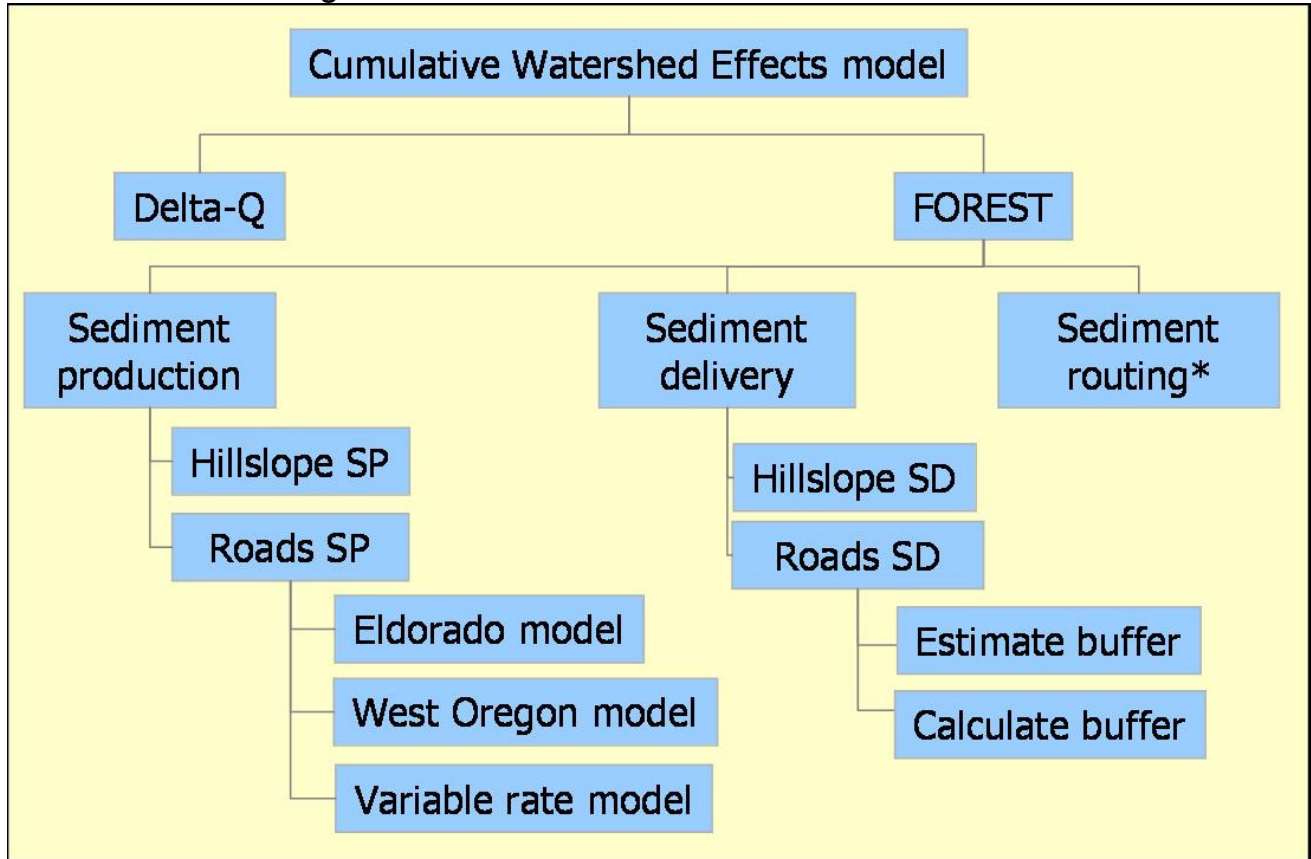 Cumulative Watershed Effects model
Delta-Q
FOREST
Sediment
production
Sediment
delivery
Sediment
routing*
Hillslope SP
Roads SP
Eldorado model
West Oregon model
Variable rate model
Hillslope SD
Roads SD
Estimate buffer
Calculate buffer